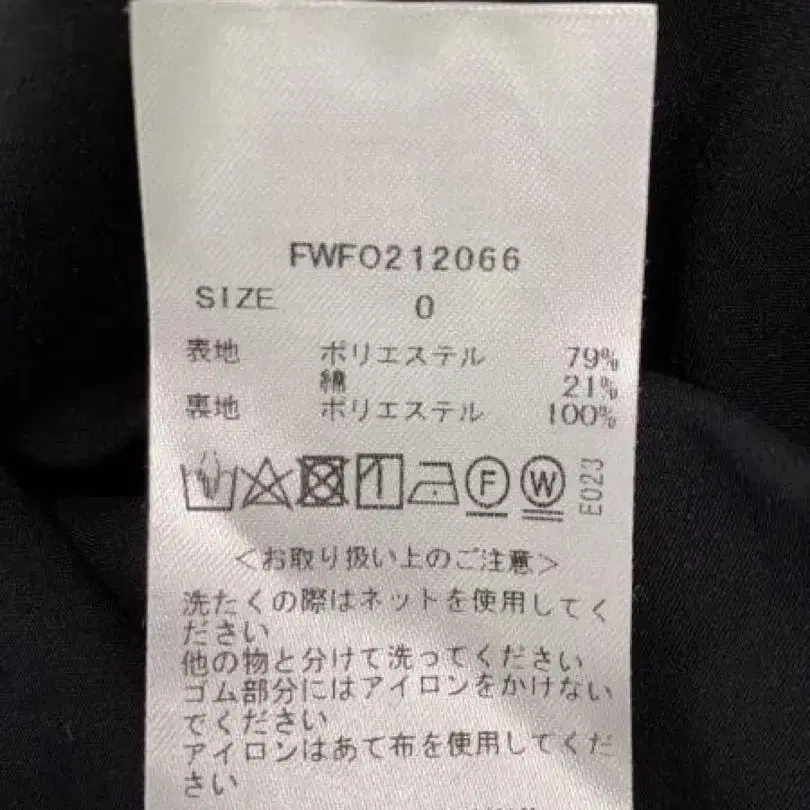 FWF0212066
SIZE 0
表地 ポリエステル 79%
綿 21%
裏地 ポリエステル 100%
F W E023
<お取り扱い上のご注意>
洗たくの際はネットを使用してく
ださい
他の物と分けて洗ってください
ゴム部分にはアイロンをかけない
でください
アイロンはあて布を使用してくだ
さい